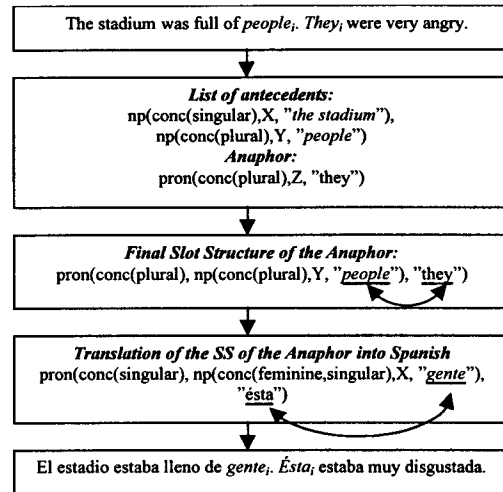 The stadium was full of people_i. They_i were very angry.
List of antecedents:
np(conc(singular),X, "the stadium"),
np(conc(plural),Y, "people")
Anaphor:
pron(conc(plural),Z, "they")
Final Slot Structure of the Anaphor:
pron(conc(plural), np(conc(plural),Y, "people"), "they")
Translation of the SS of the Anaphor into Spanish
pron(conc(singular), np(conc(feminine,singular),X, "gente"),
"ésta")
El estadio estaba lleno de gente_i. Ésta_i estaba muy disgustada.